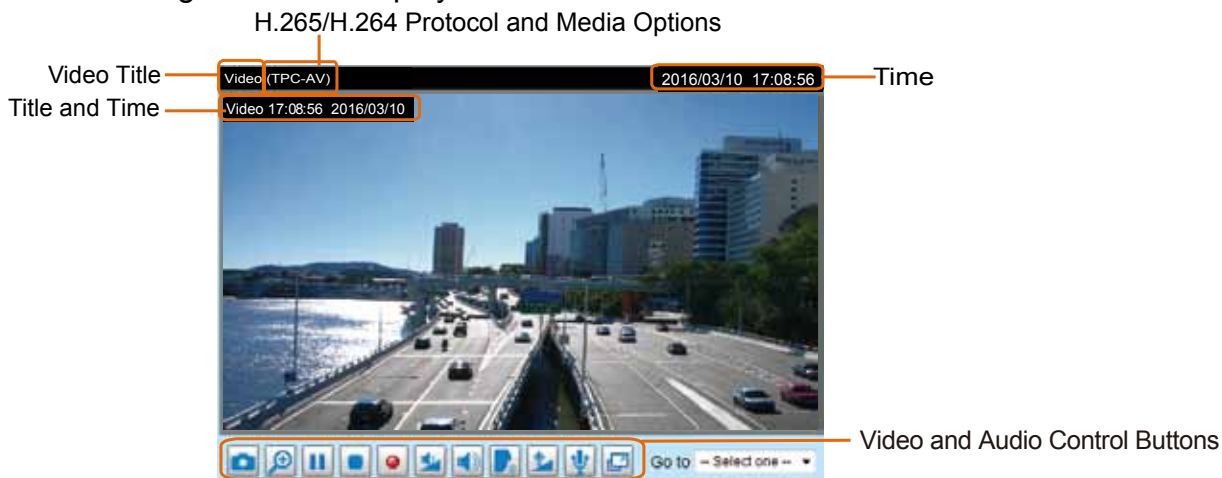 H.265/H.264 Protocol and Media Options
Video Title
Video (TPC-AV)
2016/03/10 17:08:56
Time
Title and Time
Video 17:08:56 2016/03/10
Video and Audio Control Buttons
Go to
-- Select one --